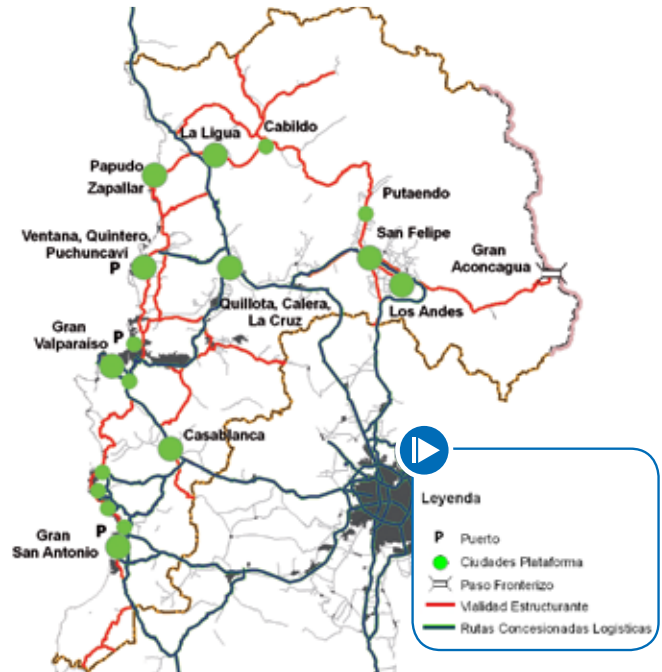 La Ligua
Cabildo
Papudo
Zapallar
Putaendo
San Felipe
Ventana, Quintero,
Puchuncavi
P
Gran
Aconcagua
Quillota, Calera,
La Cruz
Los Andes
Gran
Valparaíso
P
Casablanca
Gran
San Antonio
P
Leyenda
P Puerto
Ciudades Plataforma
Paso Fronterizo
Vialidad Estructurante
Rutas Concesionadas Logísticas